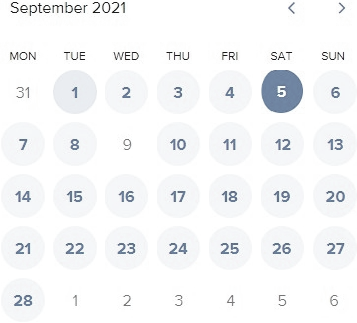 September 2021
MON TUE WED THU FRI SAT SUN
31 1 2 3 4 5 6
7 8 9 10 11 12 13
14 15 16 17 18 19 20
21 22 23 24 25 26 27
28 1 2 3 4 5 6